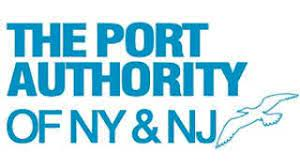 THE PORT
AUTHORITY
OF NY & NJ